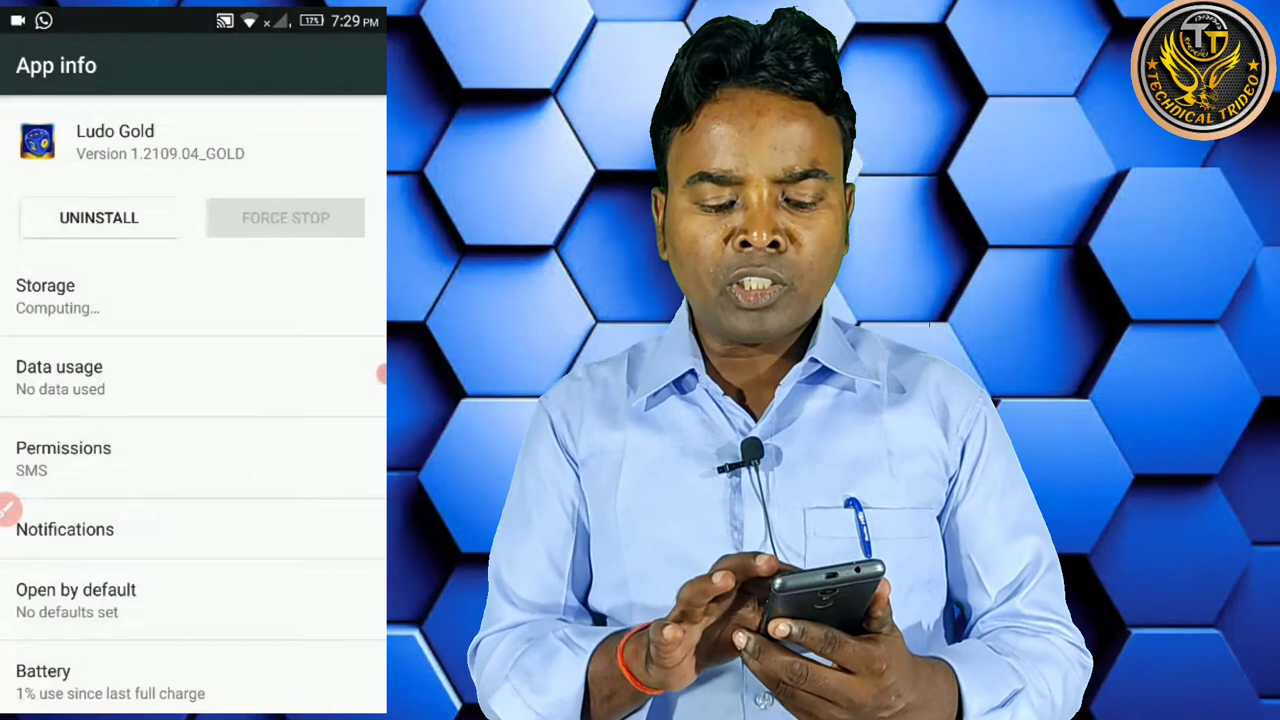 17%
7:29 PM
App info
Ludo Gold
Version 1.2109.04_GOLD
UNINSTALL
FORCE STOP
Storage
Computing...
Data usage
No data used
Permissions
SMS
Notifications
Open by default
No defaults set
Battery
1% use since last full charge
TT
TECHDICAL TRIDEO